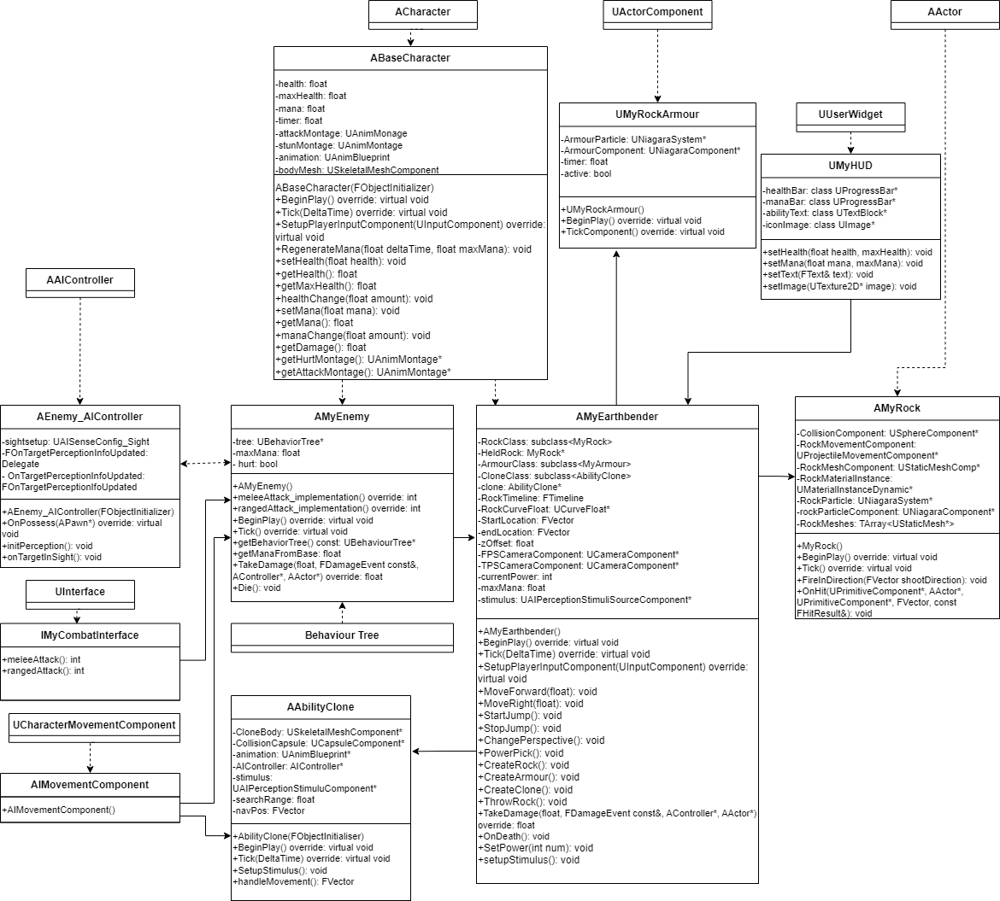 ACharacter
UActorComponent
AActor
ABaseCharacter
-health: float
-maxHealth: float
-mana: float
-timer: float
-attackMontage: UAnimMonage
-stunMontage: UAnimMontage
-animation: UAnimBlueprint
-bodyMesh: USkeletalMeshComponent
ABaseCharacter(FObjectInitializer)
+BeginPlay() override: virtual void
+Tick(DeltaTime) override: virtual void
+SetupPlayerInputComponent(UInputComponent) override:
virtual void
+RegenerateMana(float deltaTime, float maxMana): void
+setHealth(float health): void
+getHealth(): float
+getMaxHealth(): float
+healthChange(float amount): void
+setMana(float mana): void
+getMana(): float
+manaChange(float amount): void
+getDamage(): float
+getHurtMontage(): UAnimMontage*
+getAttackMontage(): UAnimMontage*
UMyRockArmour
-ArmourParticle: UNiagaraSystem*
-ArmourComponent: UNiagaraComponent*
-timer: float
-active: bool
+UMyRockArmour()
+BeginPlay() override: virtual void
+TickComponent() override: virtual void
UUserWidget
UMyHUD
-healthBar: class UProgressBar*
-manaBar: class UProgressBar*
-abilityText: class UTextBlock*
-iconImage: class UImage*
+setHealth(float health, maxHealth): void
+setMana(float mana, maxMana): void
+setText(FText& text): void
+setImage(UTexture2D* image): void
AAIController
AEnemy_AIController
-sightsetup: UAISenseConfig_Sight
-FOnTargetPerceptionInfoUpdated:
Delegate
- OnTargetPerceptionInfoUpdated:
FOnTargetPerceptionIfoUpdated
+AEnemy_AIController(FObjectInitializer)
+OnPossess(APawn*) override: virtual
void
+initPerception(): void
+onTargetInSight(): void
AMyEnemy
-tree: UBehaviorTree*
-maxMana: float
- hurt: bool
+AMyEnemy()
+meleeAttack_implementation() override: int
+rangedAttack_implementation() override: int
+BeginPlay() override: virtual void
+Tick() override: virtual void
+getBehaviorTree() const: UBehaviourTree*
+getManaFromBase: float
+TakeDamage(float, FDamageEvent const&,
AController*, AActor*) override: float
+Die(): void
AMyEarthbender
-RockClass: subclass<MyRock>
-HeldRock: MyRock*
-ArmourClass: subclass<MyArmour>
-CloneClass: subclass<AbilityClone>
-clone: AbilityClone*
-RockTimeline: FTimeline
-RockCurveFloat: UCurveFloat*
-StartLocation: FVector
-endLocation: FVector
-zOffset: float
-FPSCameraComponent: UCameraComponent*
-TPSCameraComponent: UCameraComponent*
-currentPower: int
-maxMana: float
-stimulus: UAIPerceptionStimuliSourceComponent*
+AMyEarthbender()
+BeginPlay() override: virtual void
+Tick(DeltaTime) override: virtual void
+SetupPlayerInputComponent(UInputComponent) override:
virtual void
+MoveForward(float): void
+MoveRight(float): void
+StartJump(): void
+StopJump(): void
+ChangePerspective(): void
+PowerPick(): void
+CreateRock(): void
+CreateArmour(): void
+CreateClone(): void
+ThrowRock(): void
+TakeDamage(float, FDamageEvent const&, AController*, AActor*)
override: float
+OnDeath(): void
+SetPower(int num): void
+setupStimulus(): void
AMyRock
-CollisionComponent: USphereComponent*
-RockMovementComponent:
UProjectileMovementComponent*
-RockMeshComponent: UStaticMeshComp*
-RockMaterialInstance:
UMaterialInstanceDynamic*
-RockParticle: UNiagaraSystem*
-rockParticleComponent: UNiagaraComponent*
-RockMeshes: TArray<UStaticMesh*>
+MyRock()
+BeginPlay() override: virtual void
+Tick() override: virtual void
+FireInDirection(FVector shootDirection): void
+OnHit(UPrimitiveComponent*, AActor*,
UPrimitiveComponent*, FVector, const
FHitResult&): void
UInterface
IMyCombatInterface
+meleeAttack(): int
+rangedAttack(): int
Behaviour Tree
UCharacterMovementComponent
AIMovementComponent
+AIMovementComponent()
AAbilityClone
-CloneBody: USkeletalMeshComponent*
-CollisionCapsule: UCapsuleComponent*
-animation: UAnimBlueprint*
-AIController: AIController*
-stimulus:
UAIPerceptionStimuluComponent*
-searchRange: float
-navPos: FVector
+AbilityClone(FObjectInitialiser)
+BeginPlay() override: virtual void
+Tick(DeltaTime) override: virtual void
+SetupStimulus(): void
+handleMovement(): FVector